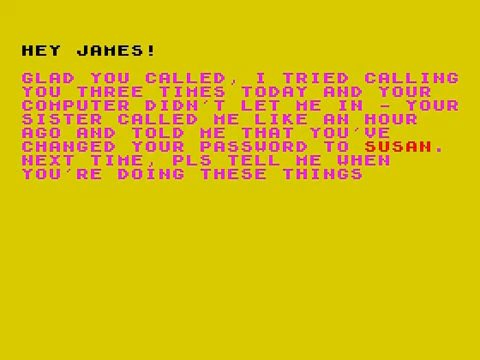 HEY JAMES!
GLAD YOU CALLED, I TRIED CALLING
YOU THREE TIMES TODAY AND YOUR
COMPUTER DIDN'T LET ME IN - YOUR
SISTER CALLED ME LIKE AN HOUR
AGO AND TOLD ME THAT YOU'VE
CHANGED YOUR PASSWORD TO SUSAN.
NEXT TIME, PLS TELL ME WHEN
YOU'RE DOING THESE THINGS